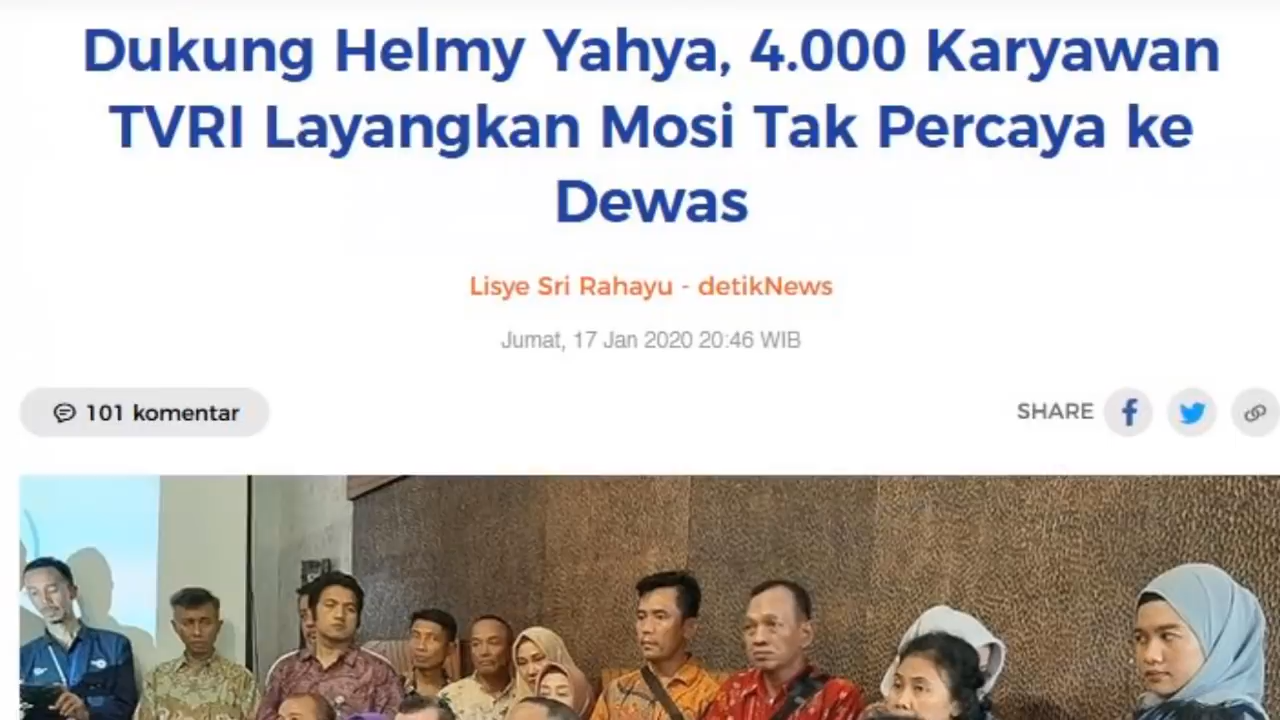 Dukung Helmy Yahya, 4.000 Karyawan
TVRI Layangkan Mosi Tak Percaya ke
Dewas
Lisye Sri Rahayu - detikNews
Jumat, 17 Jan 2020 20:46 WIB
101 komentar
SHARE